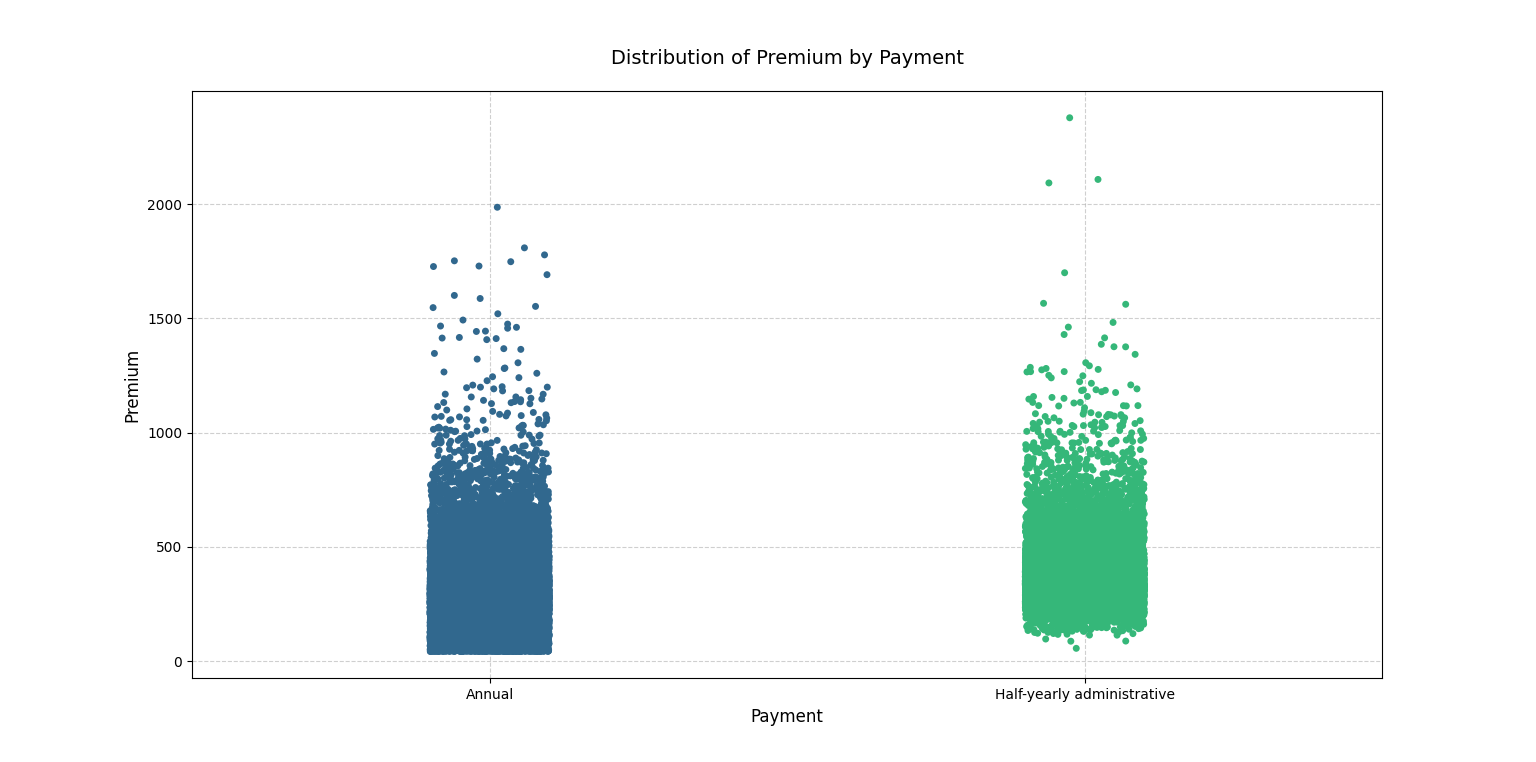 Distribution of Premium by Payment
Premium
2000
1500
1000
500
0
Annual
Half-yearly administrative
Payment